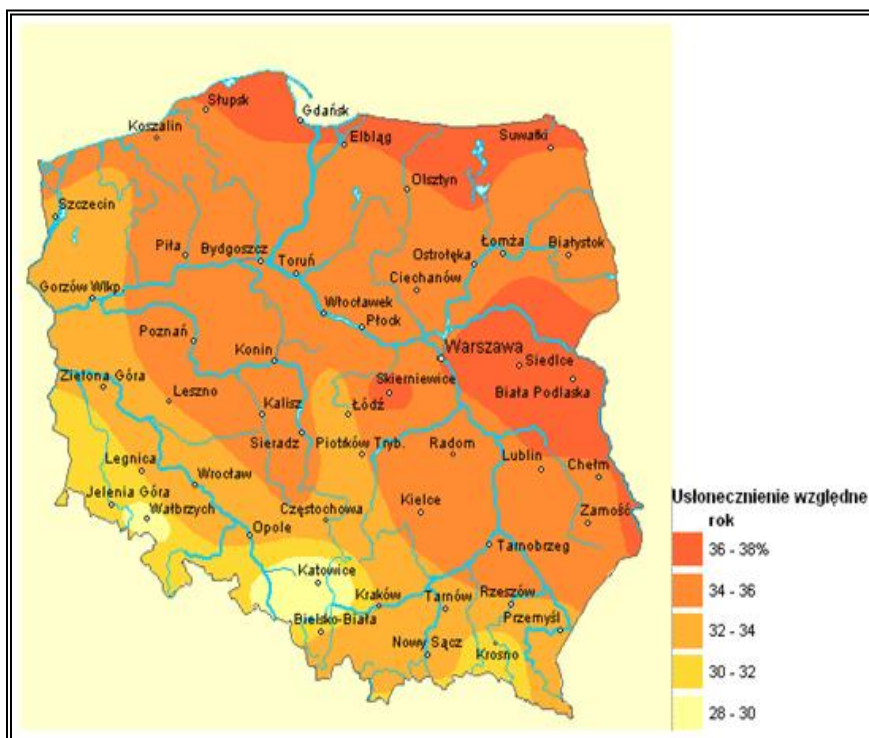 Słupsk
Gdańsk
Koszalin
Elbląg
Suwałki
Olsztyn
Szczecin
Piła
Bydgoszcz
Toruń
Ostrołęka
Łomża
Białystok
Ciechanów
Gorzów Wlkp.
Włocławek
Płock
Poznań
Konin
Warszawa
Siedlce
Skierniewice
Zielona Góra
Leszno
Kalisz
Łódź
Biała Podlaska
Sieradz
Piotrków Tryb.
Radom
Lublin
Chełm
Legnica
Wrocław
Jelenia Góra
Wałbrzych
Częstochowa
Kielce
Zamość
Opole
Tarnobrzeg
Katowice
Kraków
Tarnów
Rzeszów
Przemyśl
Bielsko-Biała
Nowy Sącz
Krosno
Usłonecznienie względne
rok
36 - 38%
34 - 36
32 - 34
30 - 32
28 - 30